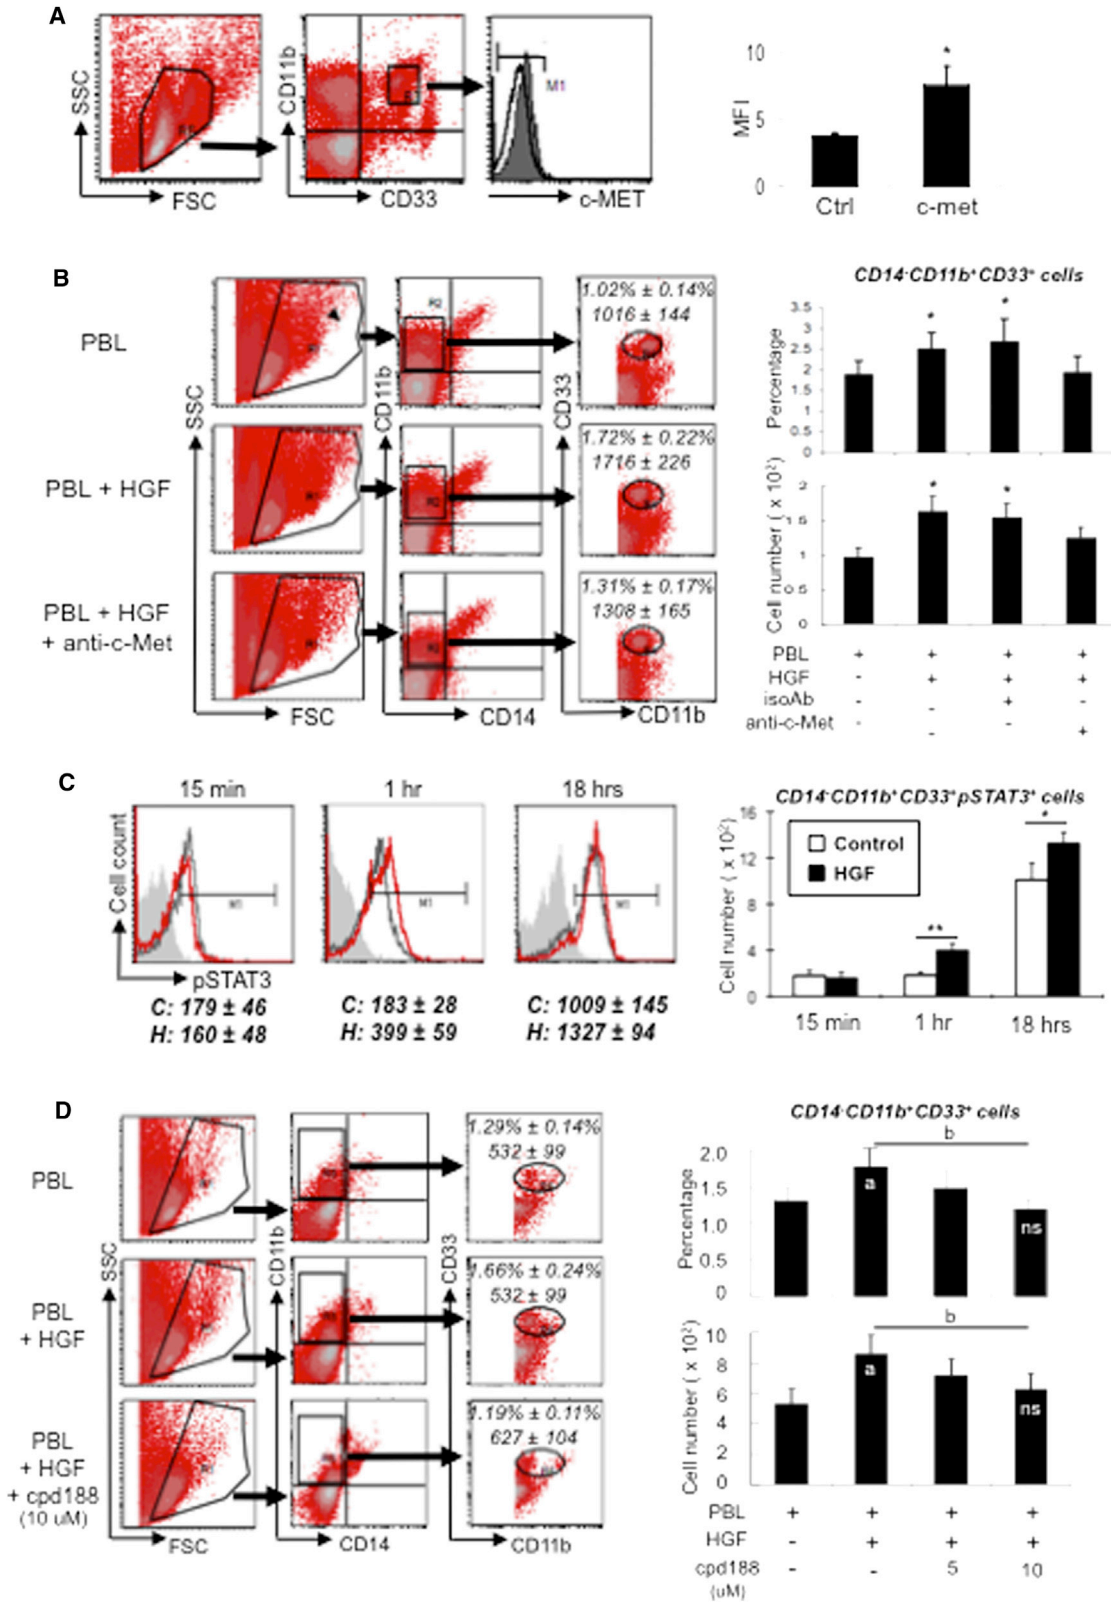 A
SSC
FSC
CD11b
CD33
M1
c-MET
MFI
10
5
0
*
Ctrl
c-met
B
PBL
PBL + HGF
PBL + HGF
+ anti-c-Met
SSC
FSC
CD11b
R2
R2
R2
CD14
CD33
1.02% ± 0.14%
1016 ± 144
1.72% ± 0.22%
1716 ± 226
1.31% ± 0.17%
1308 ± 165
CD11b
CD14-CD11b+CD33+ cells
Percentage
3.5
3
2.5
2
1.5
1
0.5
0
* *
Cell number ( x 10²)
2
1.5
1
0.5
0
* *
PBL + + + +
HGF - + + +
isoAb - - + -
anti-c-Met - - - +
C
15 min 1 hr 18 hrs
Cell count
M1 M1 M1
pSTAT3
C: 179 ± 46 C: 183 ± 28 C: 1009 ± 145
H: 160 ± 48 H: 399 ± 59 H: 1327 ± 94
CD14-CD11b+CD33+pSTAT3+ cells
Cell number ( x 10²)
16
12
8
4
0
Control
HGF
**
*
15 min 1 hr 18 hrs
D
PBL
PBL
+ HGF
PBL
+ HGF
+ cpd188
(10 uM)
SSC
FSC
CD11b
CD14
CD33
1.29% ± 0.14%
532 ± 99
1.66% ± 0.24%
532 ± 99
1.19% ± 0.11%
627 ± 104
CD11b
CD14-CD11b+CD33+ cells
Percentage
2.0
1.5
1.0
0.5
0
b
a
ns
Cell number ( x 10²)
10
8
6
4
2
0
b
a
ns
PBL + + + +
HGF - + + +
cpd188 - - 5 10
(uM)